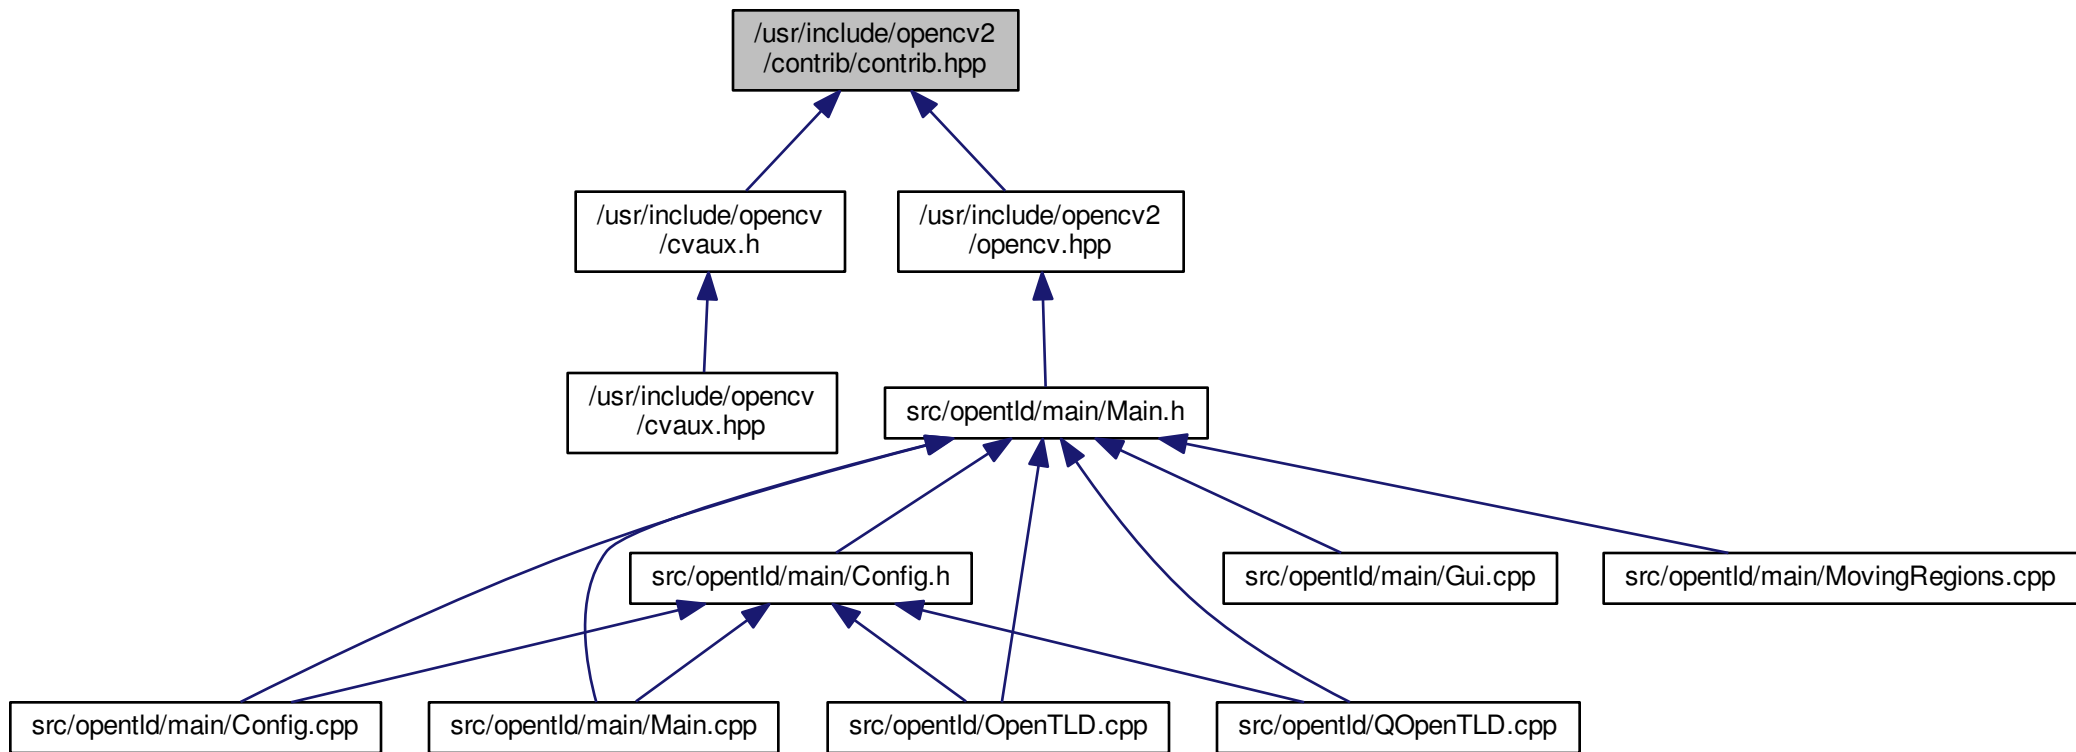 /usr/include/opencv2
/contrib/contrib.hpp
/usr/include/opencv
/cvaux.h
/usr/include/opencv2
/opencv.hpp
/usr/include/opencv
/cvaux.hpp
src/opentld/main/Main.h
src/opentld/main/Config.h
src/opentld/main/Gui.cpp
src/opentld/main/MovingRegions.cpp
src/opentld/main/Config.cpp
src/opentld/main/Main.cpp
src/opentld/OpenTLD.cpp
src/opentld/QOpenTLD.cpp